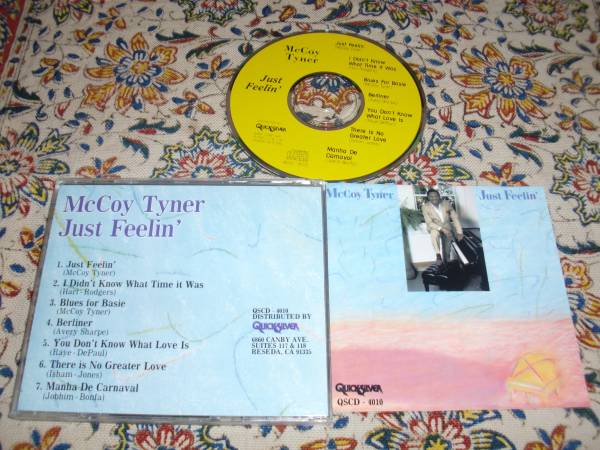 McCoy
Tyner
Just
Feelin'
Just Feelin'
I Didn't Know
What Time it Was
Blues for Basie
Berliner
You Don't Know
What Love Is
There is No
Greater Love
Manha De
Carnaval
QUICKSILVER
McCoy Tyner
Just Feelin'
1. Just Feelin'
(McCoy Tyner)
2. I Didn't Know What Time it Was
(Hart - Rodgers)
3. Blues for Basie
(McCoy Tyner)
4. Berliner
(Avery Sharpe)
5. You Don't Know What Love Is
(Raye - DePaul)
6. There is No Greater Love
(Isham - Jones)
7. Manha De Carnaval
(Jobhim - Bonfa)
QSCD - 4010
DISTRIBUTED BY
QUICKSILVER
6860 CANBY AVE.
SUITES 117 & 118
RESEDA, CA 91335
McCoy Tyner Just Feelin'
QUICKSILVER
QSCD - 4010